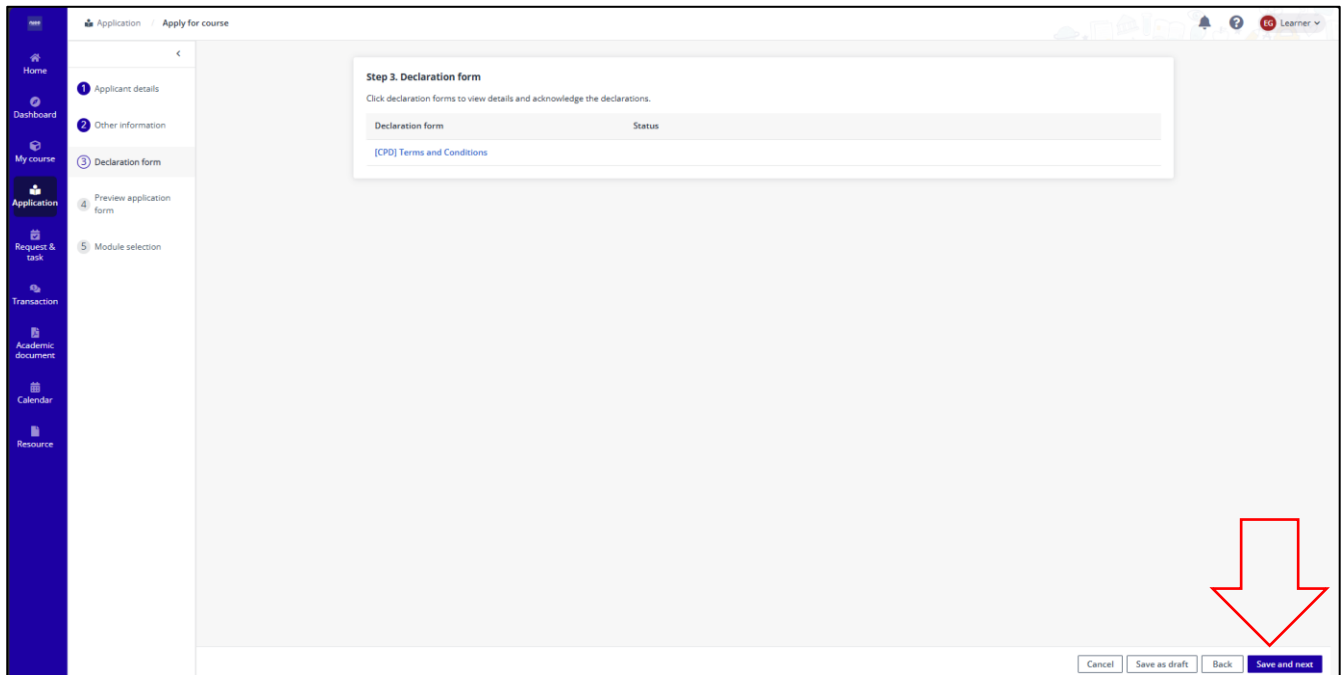 Application / Apply for course
EG Learner
Home
Dashboard
My course
Application
Request &
task
Transaction
Academic
document
Calendar
Resource
1 Applicant details
2 Other information
3 Declaration form
4 Preview application
form
5 Module selection
Step 3. Declaration form
Click declaration forms to view details and acknowledge the declarations.
Declaration form Status
[CPD] Terms and Conditions
Cancel Save as draft Back Save and next